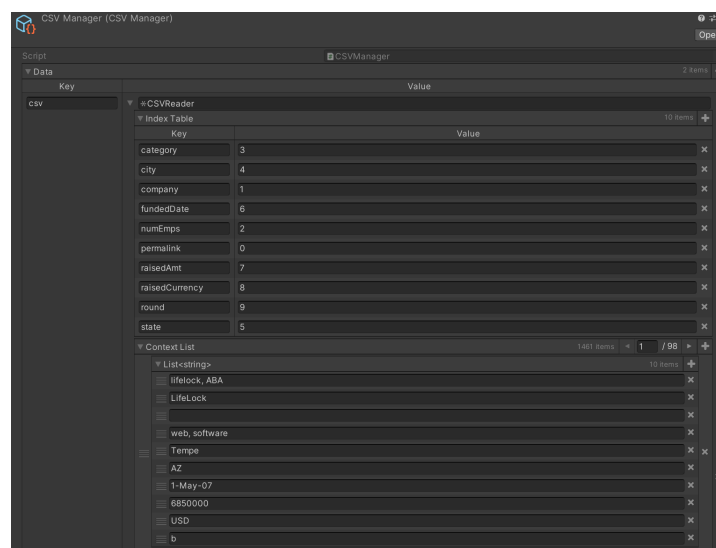 CSV Manager (CSV Manager)
Ope
Script CSVManager
Data 2 items
Key Value
csv CSVReader
Index Table 10 items
Key Value
category 3
city 4
company 1
fundedDate 6
numEmps 2
permalink 0
raisedAmt 7
raisedCurrency 8
round 9
state 5
Context List 1461 items 1 / 98
List<string> 10 items
lifelock, ABA
LifeLock
web, software
Tempe
AZ
1-May-07
6850000
USD
b